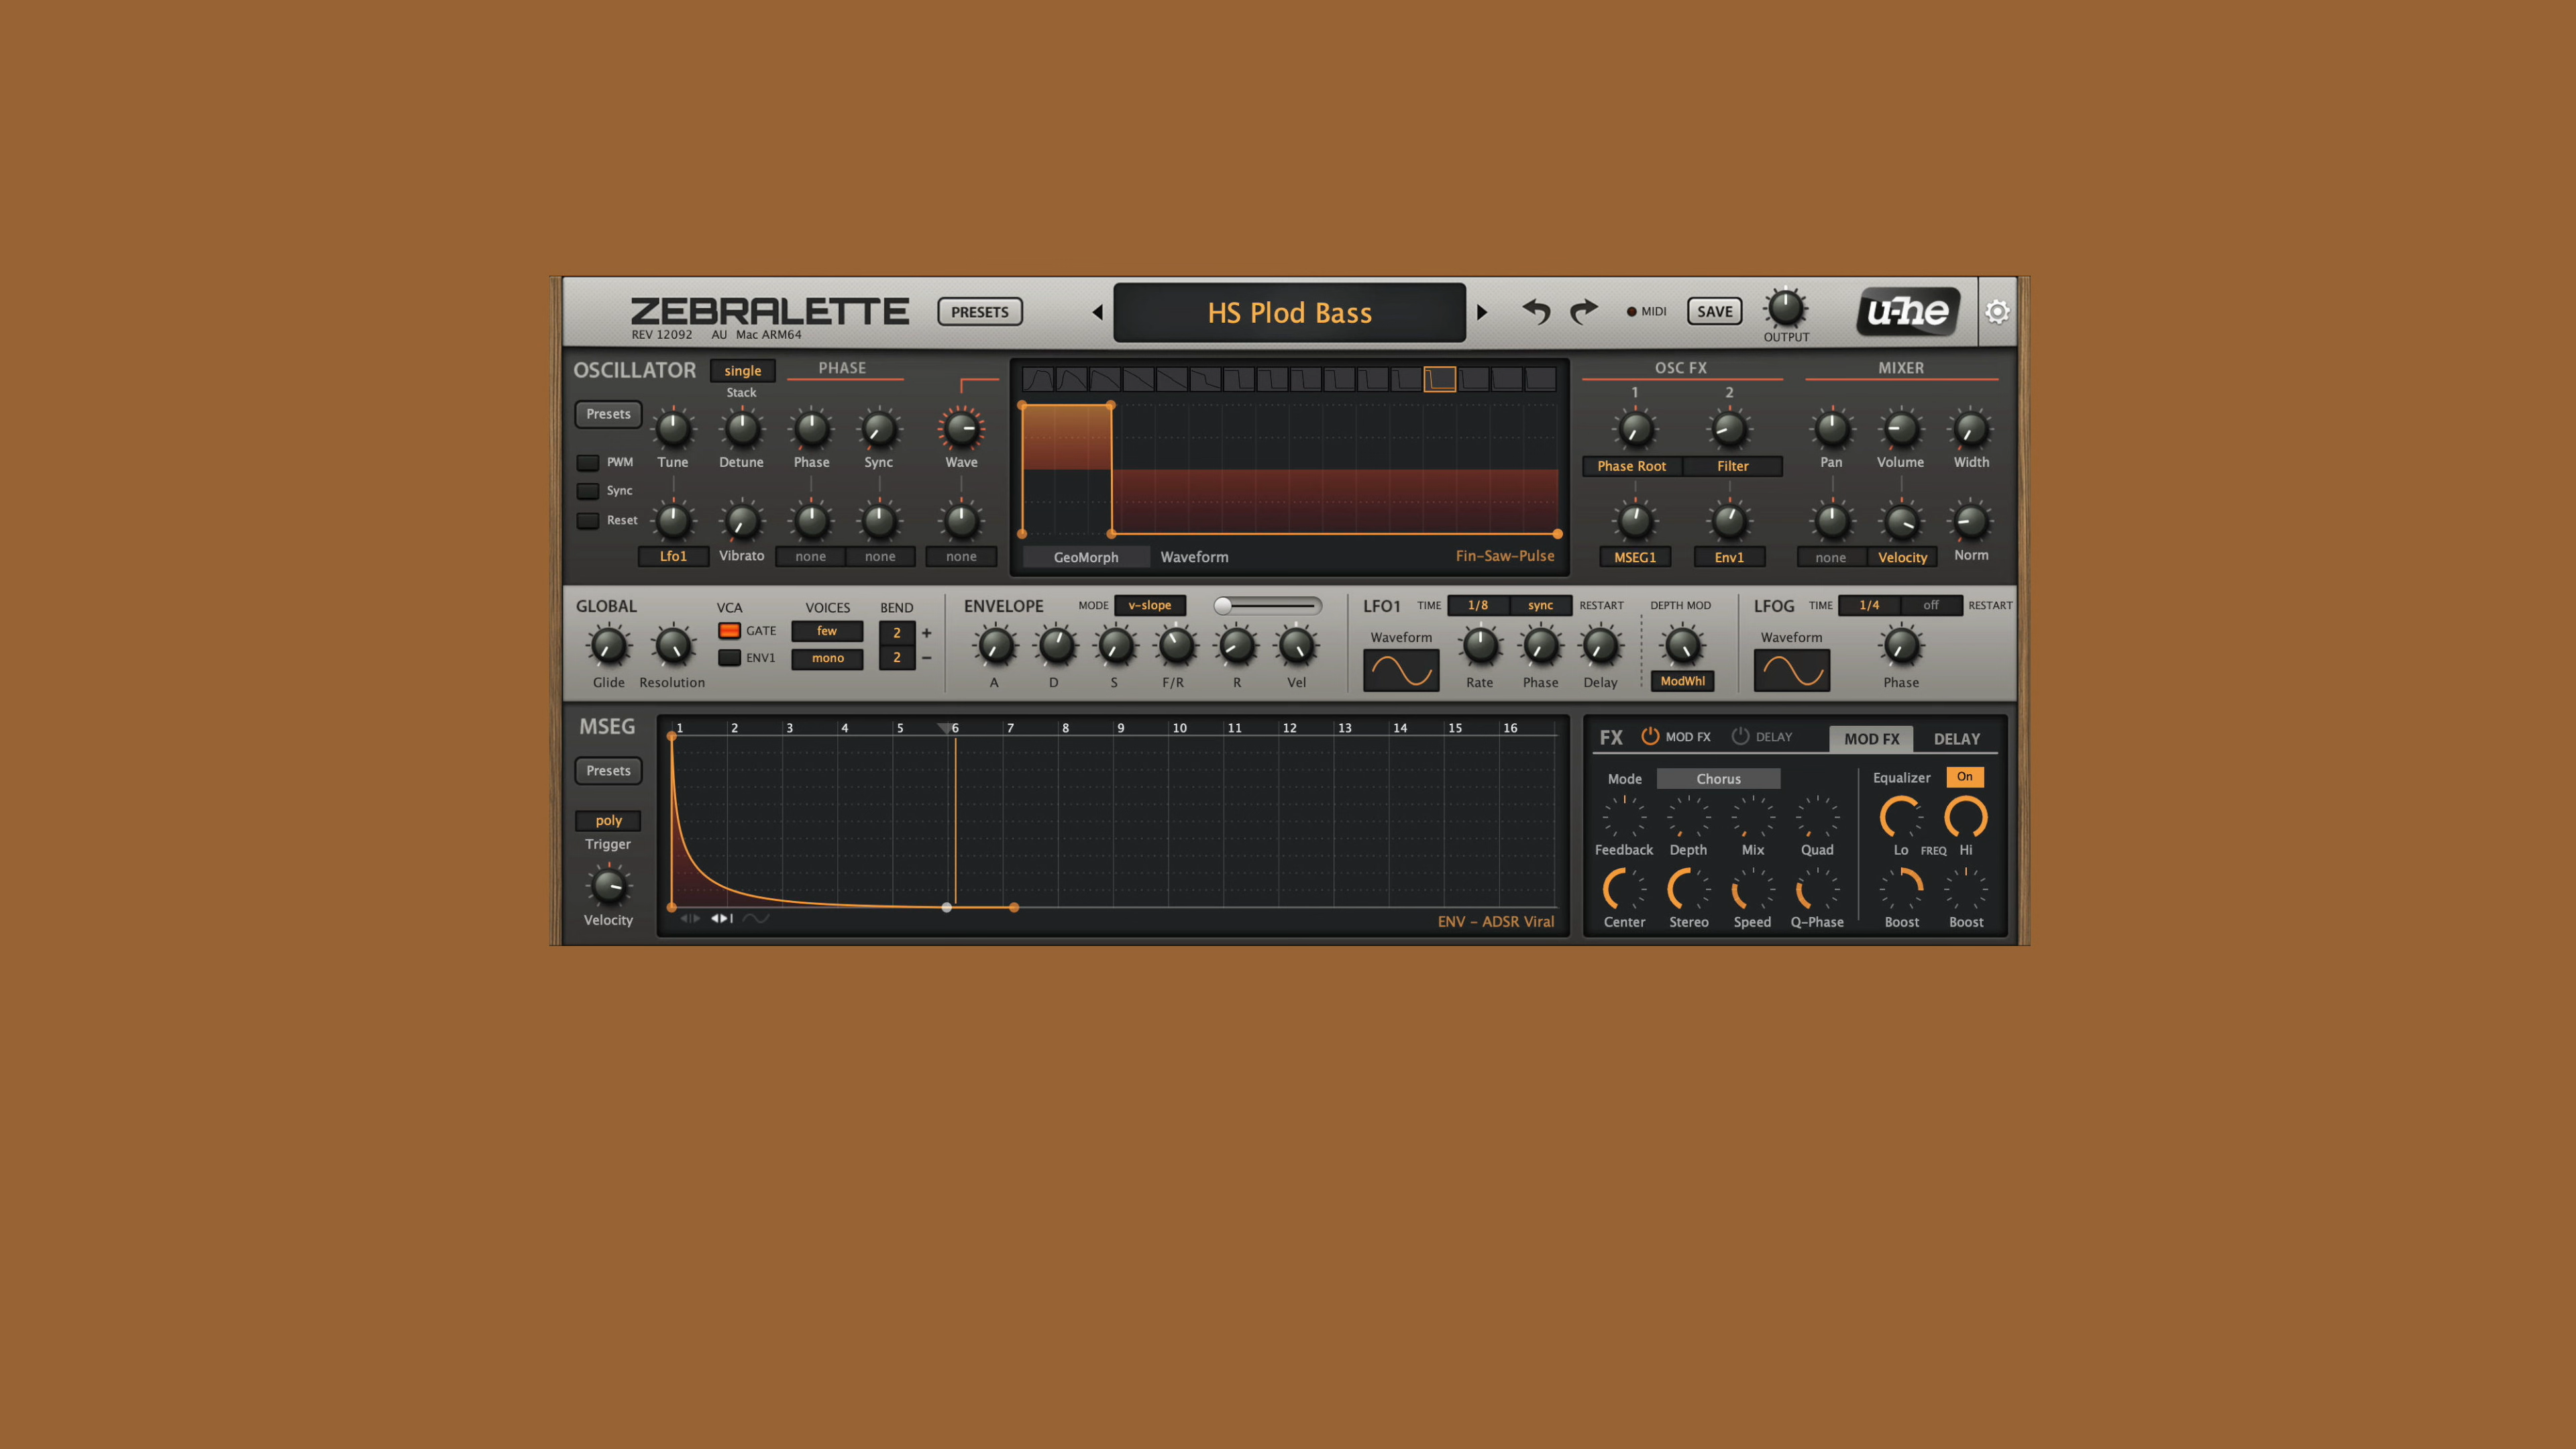 ZEBRALETTE
REV 12092 AU Mac ARM64
PRESETS
HS Plod Bass
MIDI
SAVE
OUTPUT
u-he
OSCILLATOR
single
Stack
PHASE
Presets
PWM
Sync
Reset
Tune
Detune
Phase
Sync
Wave
Lfo1
Vibrato
none
none
none
GeoMorph
Waveform
Fin-Saw-Pulse
OSC FX
1
2
Phase Root
Filter
MSEG1
Env1
MIXER
Pan
Volume
Width
none
Velocity
Norm
GLOBAL
VCA
VOICES
BEND
GATE
few
2 +
ENV1
mono
2 −
Glide
Resolution
ENVELOPE
MODE
v-slope
A
D
S
F/R
R
Vel
LFO1
TIME
1/8
sync
RESTART
DEPTH MOD
Waveform
Rate
Phase
Delay
ModWhl
LFOG
TIME
1/4
off
RESTART
Waveform
Phase
MSEG
Presets
poly
Trigger
Velocity
1 2 3 4 5 6 7 8 9 10 11 12 13 14 15 16
ENV - ADSR Viral
FX
MOD FX
DELAY
MOD FX
DELAY
Mode
Chorus
Equalizer
On
Feedback
Depth
Mix
Quad
Lo FREQ Hi
Center
Stereo
Speed
Q-Phase
Boost
Boost